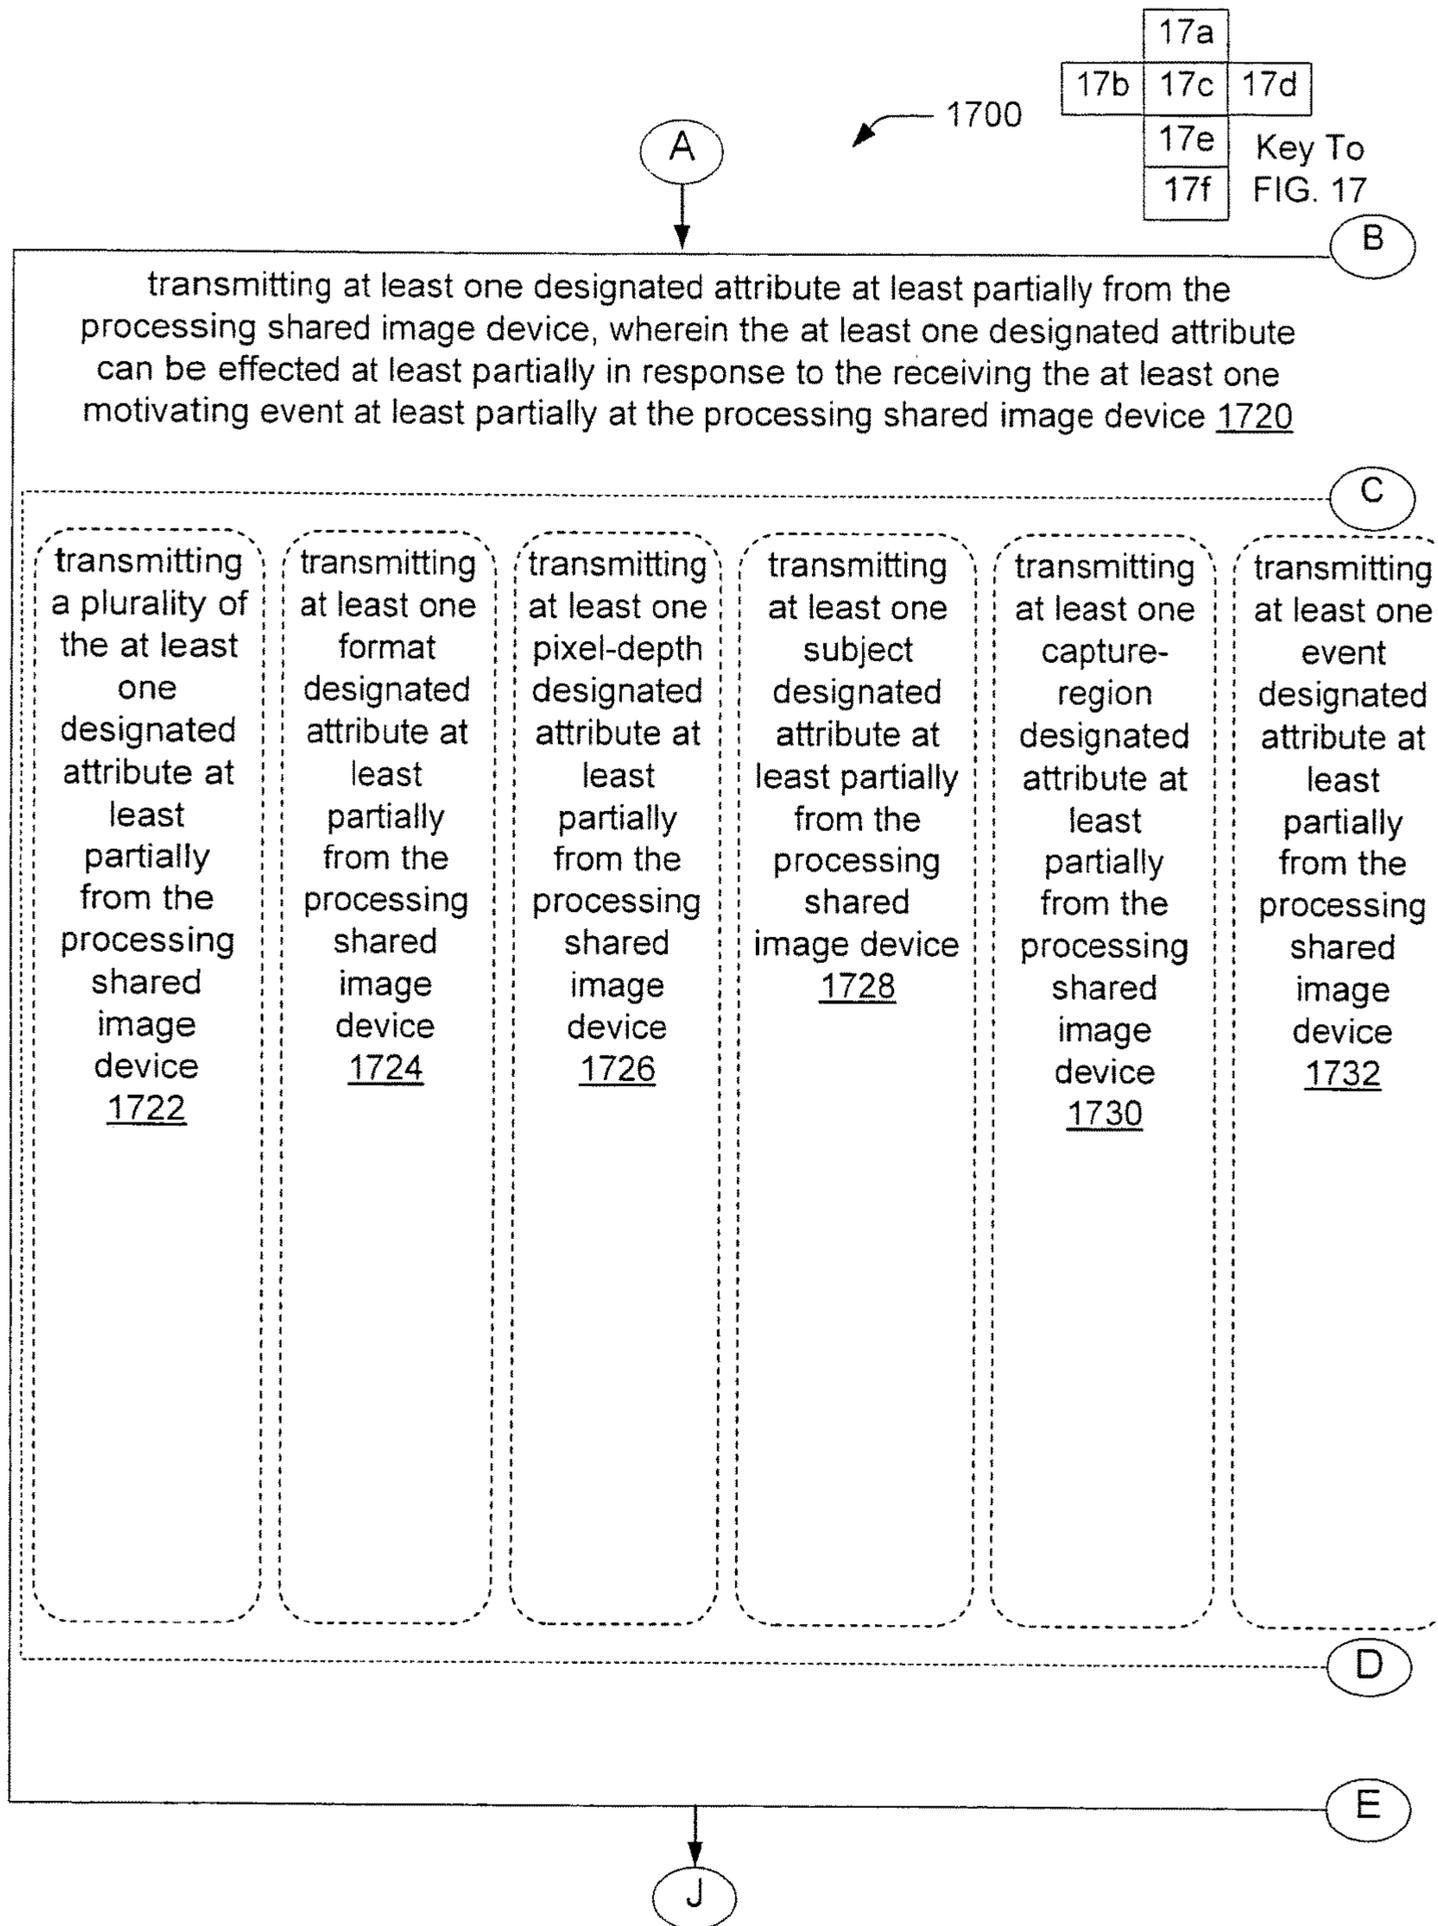 17a
17b 17c 17d
17e
17f
Key To
FIG. 17
1700
A
B
transmitting at least one designated attribute at least partially from the
processing shared image device, wherein the at least one designated attribute
can be effected at least partially in response to the receiving the at least one
motivating event at least partially at the processing shared image device 1720
C
transmitting
a plurality of
the at least
one
designated
attribute at
least
partially
from the
processing
shared
image
device
1722
transmitting
at least one
format
designated
attribute at
least
partially
from the
processing
shared
image
device
1724
transmitting
at least one
pixel-depth
designated
attribute at
least
partially
from the
processing
shared
image
device
1726
transmitting
at least one
subject
designated
attribute at
least partially
from the
processing
shared
image device
1728
transmitting
at least one
capture-
region
designated
attribute at
least
partially
from the
processing
shared
image
device
1730
transmitting
at least one
event
designated
attribute at
least
partially
from the
processing
shared
image
device
1732
D
E
J